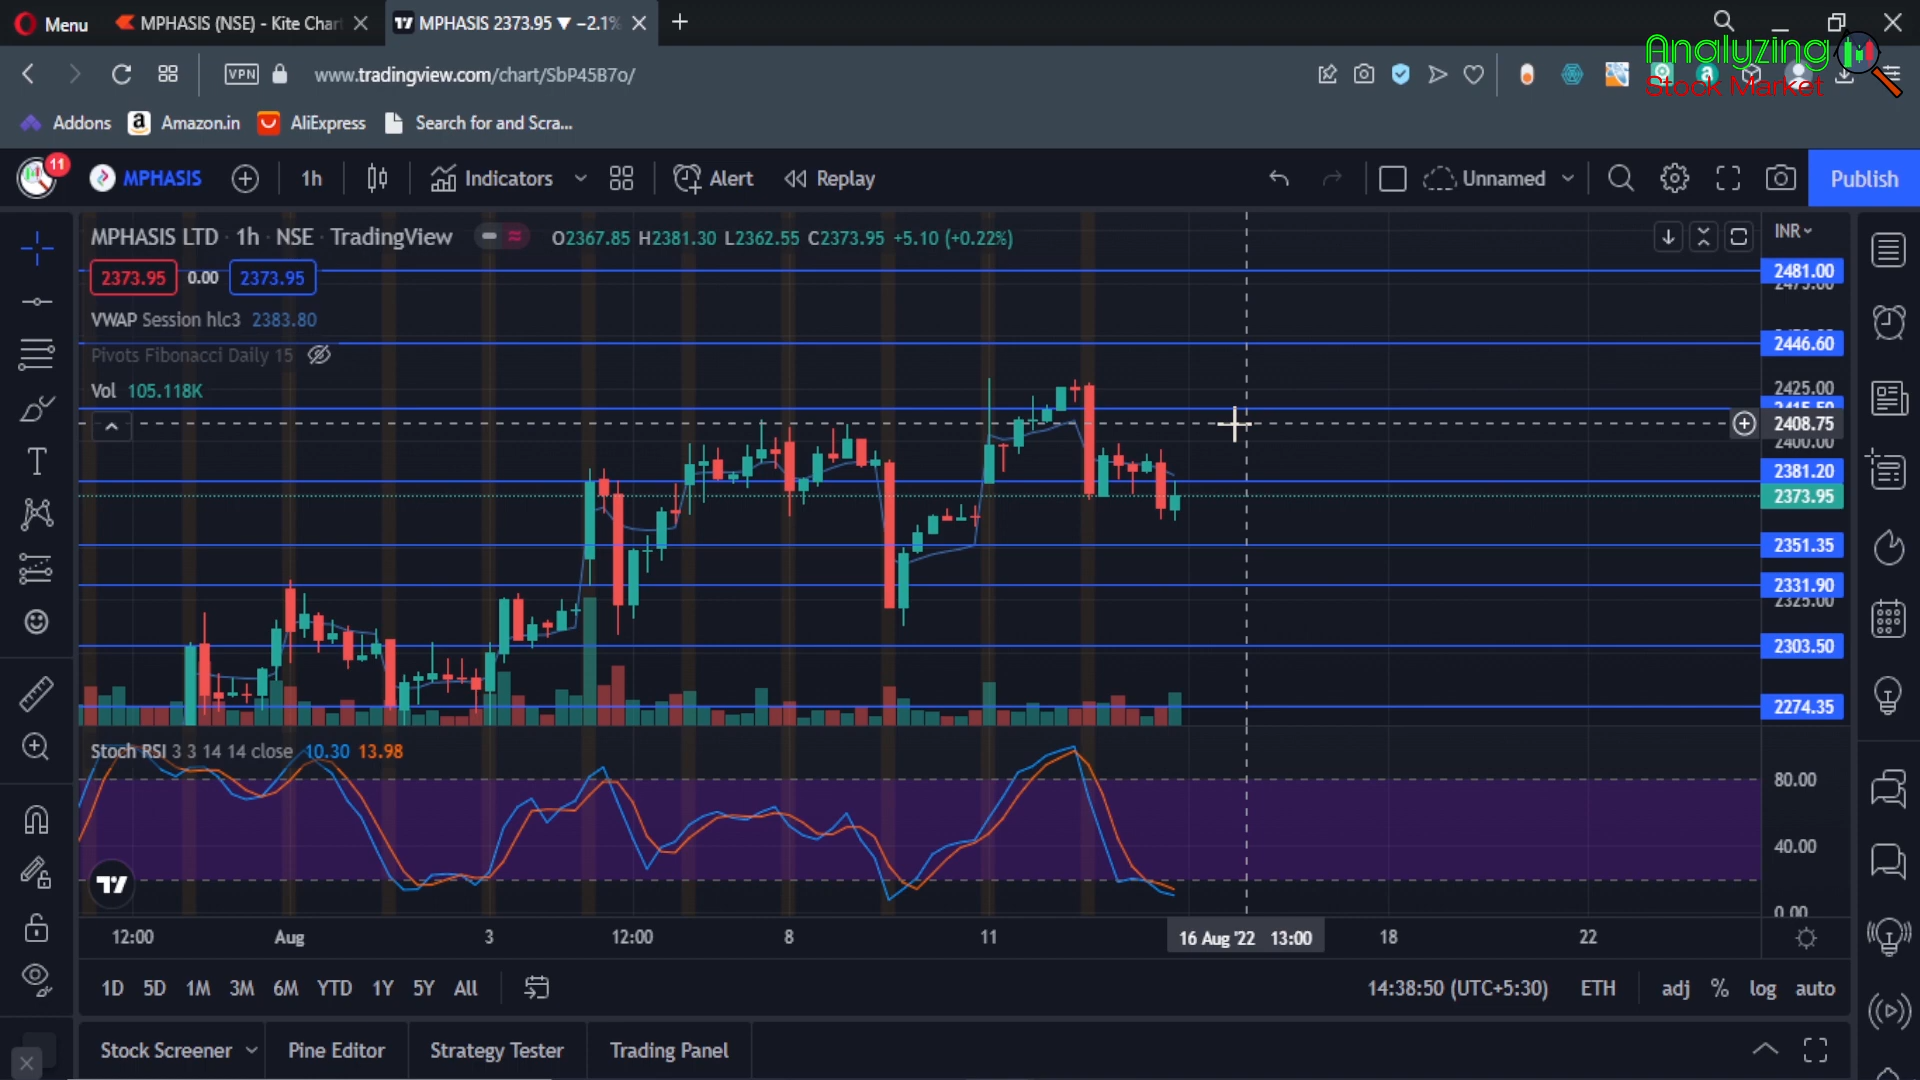 Menu
MPHASIS (NSE) - Kite Char
MPHASIS 2373.95 ▼ −2.1%
Analyzing
Stock Market
VPN
www.tradingview.com/chart/SbP45B7o/
Addons
Amazon.in
AliExpress
Search for and Scra...
11
MPHASIS
1h
Indicators
Alert
Replay
Unnamed
Publish
MPHASIS LTD · 1h · NSE · TradingView
O2367.85 H2381.30 L2362.55 C2373.95 +5.10 (+0.22%)
INR
2373.95 0.00 2373.95
VWAP Session hlc3 2383.80
Pivots Fibonacci Daily 15
Vol 105.118K
2481.00
2475.00
2446.60
2425.00
2415.50
2408.75
2400.00
2381.20
2373.95
2351.35
2331.90
2325.00
2303.50
2274.35
Stoch RSI 3 3 14 14 close 10.30 13.98
80.00
40.00
0.00
12:00
Aug
3
12:00
8
11
16 Aug '22 13:00
18
22
1D 5D 1M 3M 6M YTD 1Y 5Y All
14:38:50 (UTC+5:30)
ETH
adj % log auto
Stock Screener
Pine Editor
Strategy Tester
Trading Panel